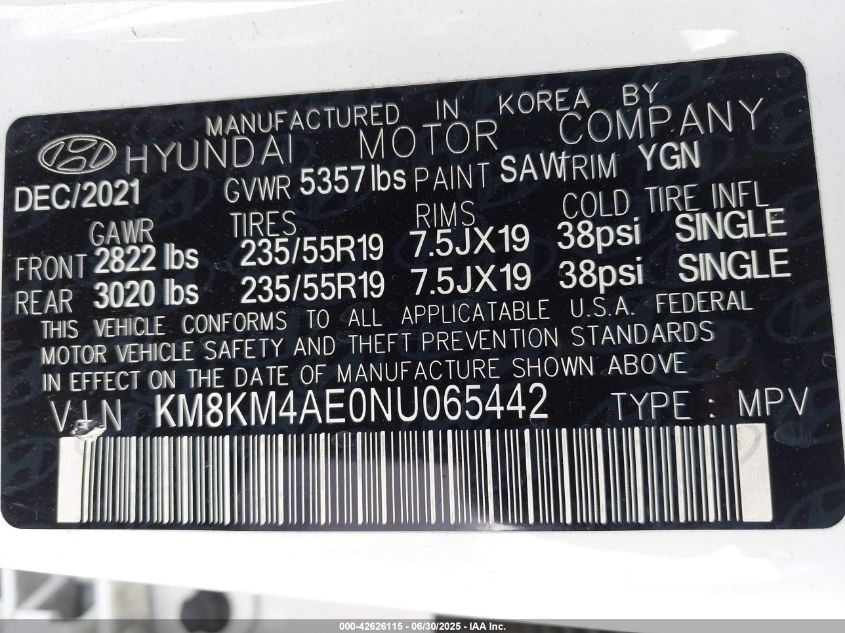 MANUFACTURED IN KOREA BY
HYUNDAI MOTOR COMPANY
DEC/2021 GVWR 5357 lbs PAINT SAW TRIM YGN
GAWR TIRES RIMS COLD TIRE INFL
FRONT 2822 lbs 235/55R19 7.5JX19 38psi SINGLE
REAR 3020 lbs 235/55R19 7.5JX19 38psi SINGLE
THIS VEHICLE CONFORMS TO ALL APPLICATABLE U.S.A. FEDERAL
MOTOR VEHICLE SAFETY AND THEFT PREVENTION STANDARDS
IN EFFECT ON THE DATE OF MANUFACTURE SHOWN ABOVE
VIN KM8KM4AE0NU065442 TYPE : MPV
000-42626115 - 06/30/2025 - IAA Inc.